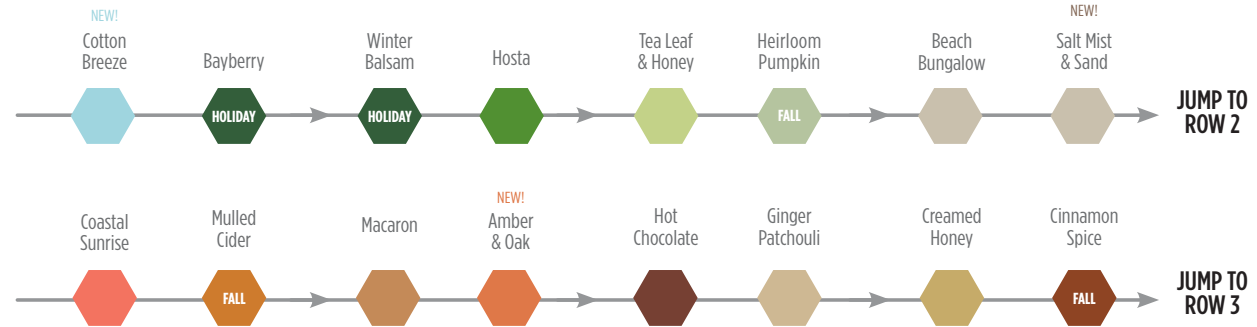 NEW!
Cotton
Breeze
Bayberry
Winter
Balsam
Hosta
Tea Leaf
& Honey
Heirloom
Pumpkin
Beach
Bungalow
NEW!
Salt Mist
& Sand
HOLIDAY
HOLIDAY
FALL
JUMP TO
ROW 2
Coastal
Sunrise
Mulled
Cider
Macaron
NEW!
Amber
& Oak
Hot
Chocolate
Ginger
Patchouli
Creamed
Honey
Cinnamon
Spice
FALL
FALL
JUMP TO
ROW 3